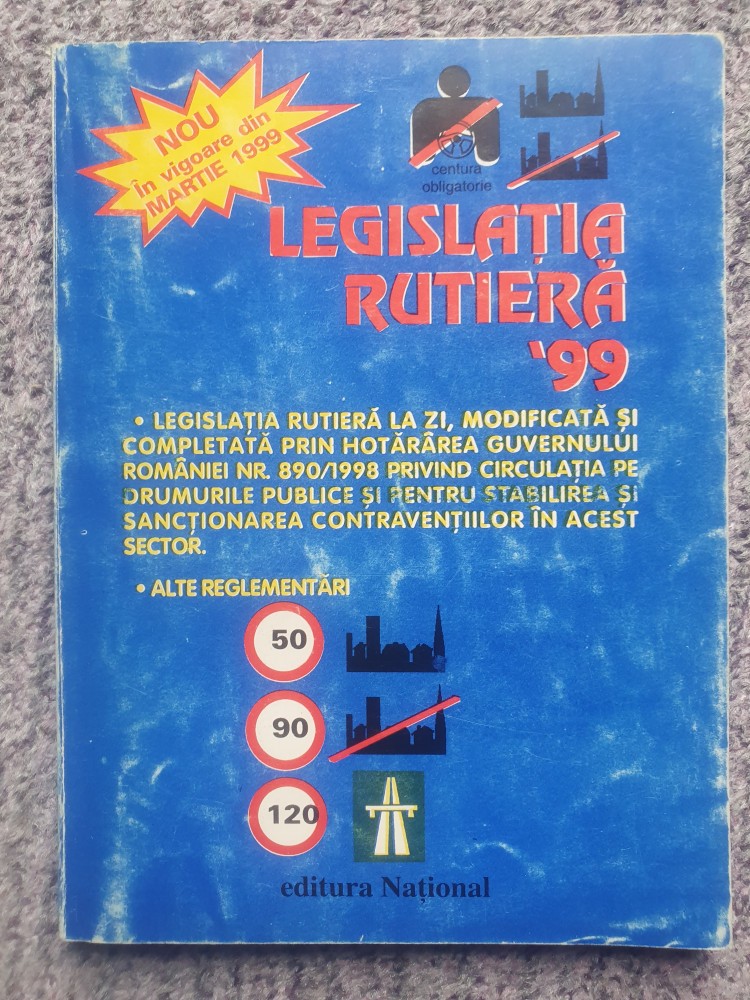 NOU
În vigoare din
MARTIE 1999
centura
obligatorie
LEGISLAȚIA
RUTIERĂ
'99
• LEGISLAȚIA RUTIERĂ LA ZI, MODIFICATĂ ȘI
COMPLETATĂ PRIN HOTĂRÂREA GUVERNULUI
ROMÂNIEI NR. 890/1998 PRIVIND CIRCULAȚIA PE
DRUMURILE PUBLICE ȘI PENTRU STABILIREA ȘI
SANCȚIONAREA CONTRAVENȚIILOR ÎN ACEST
SECTOR.
• ALTE REGLEMENTĂRI
50
90
120
editura Național